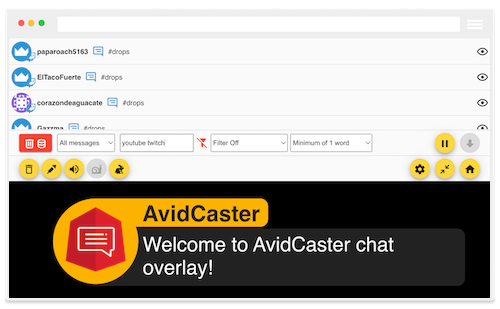 paparoach5163 #drops
ElTacoFuerte #drops
corazondeaguacate #drops
Gazzma #drops
All messages youtube twitch Filter Off Minimum of 1 word
AvidCaster
Welcome to AvidCaster chat
overlay!